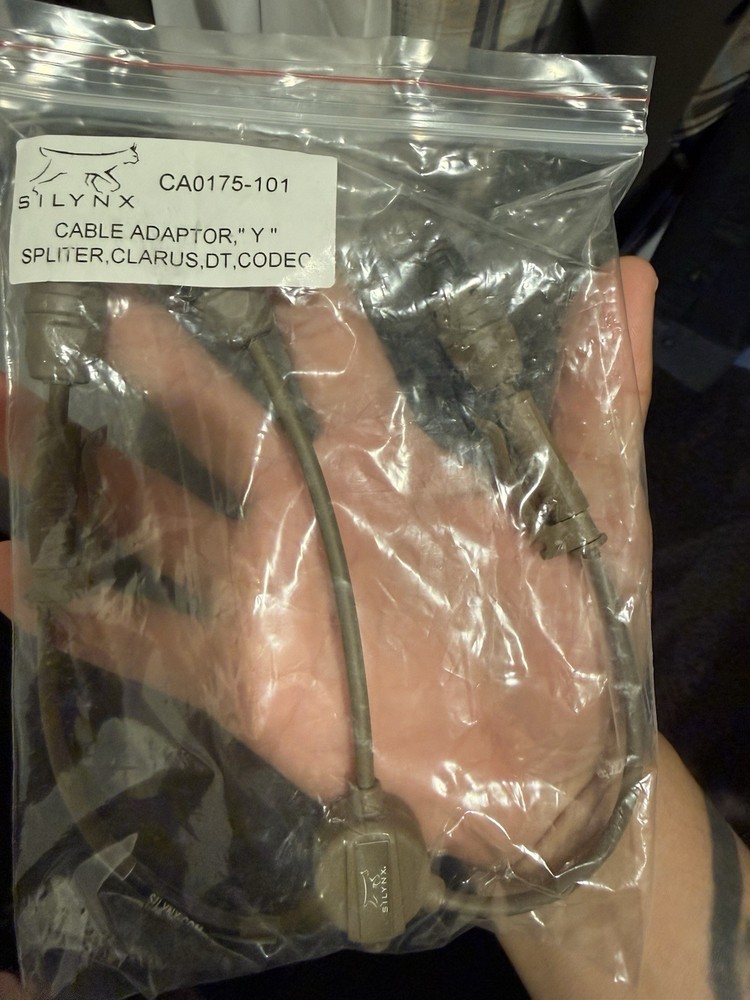 SILYNX
CA0175-101
CABLE ADAPTOR," Y "
SPLITER,CLARUS,DT,CODEC
SILYNX